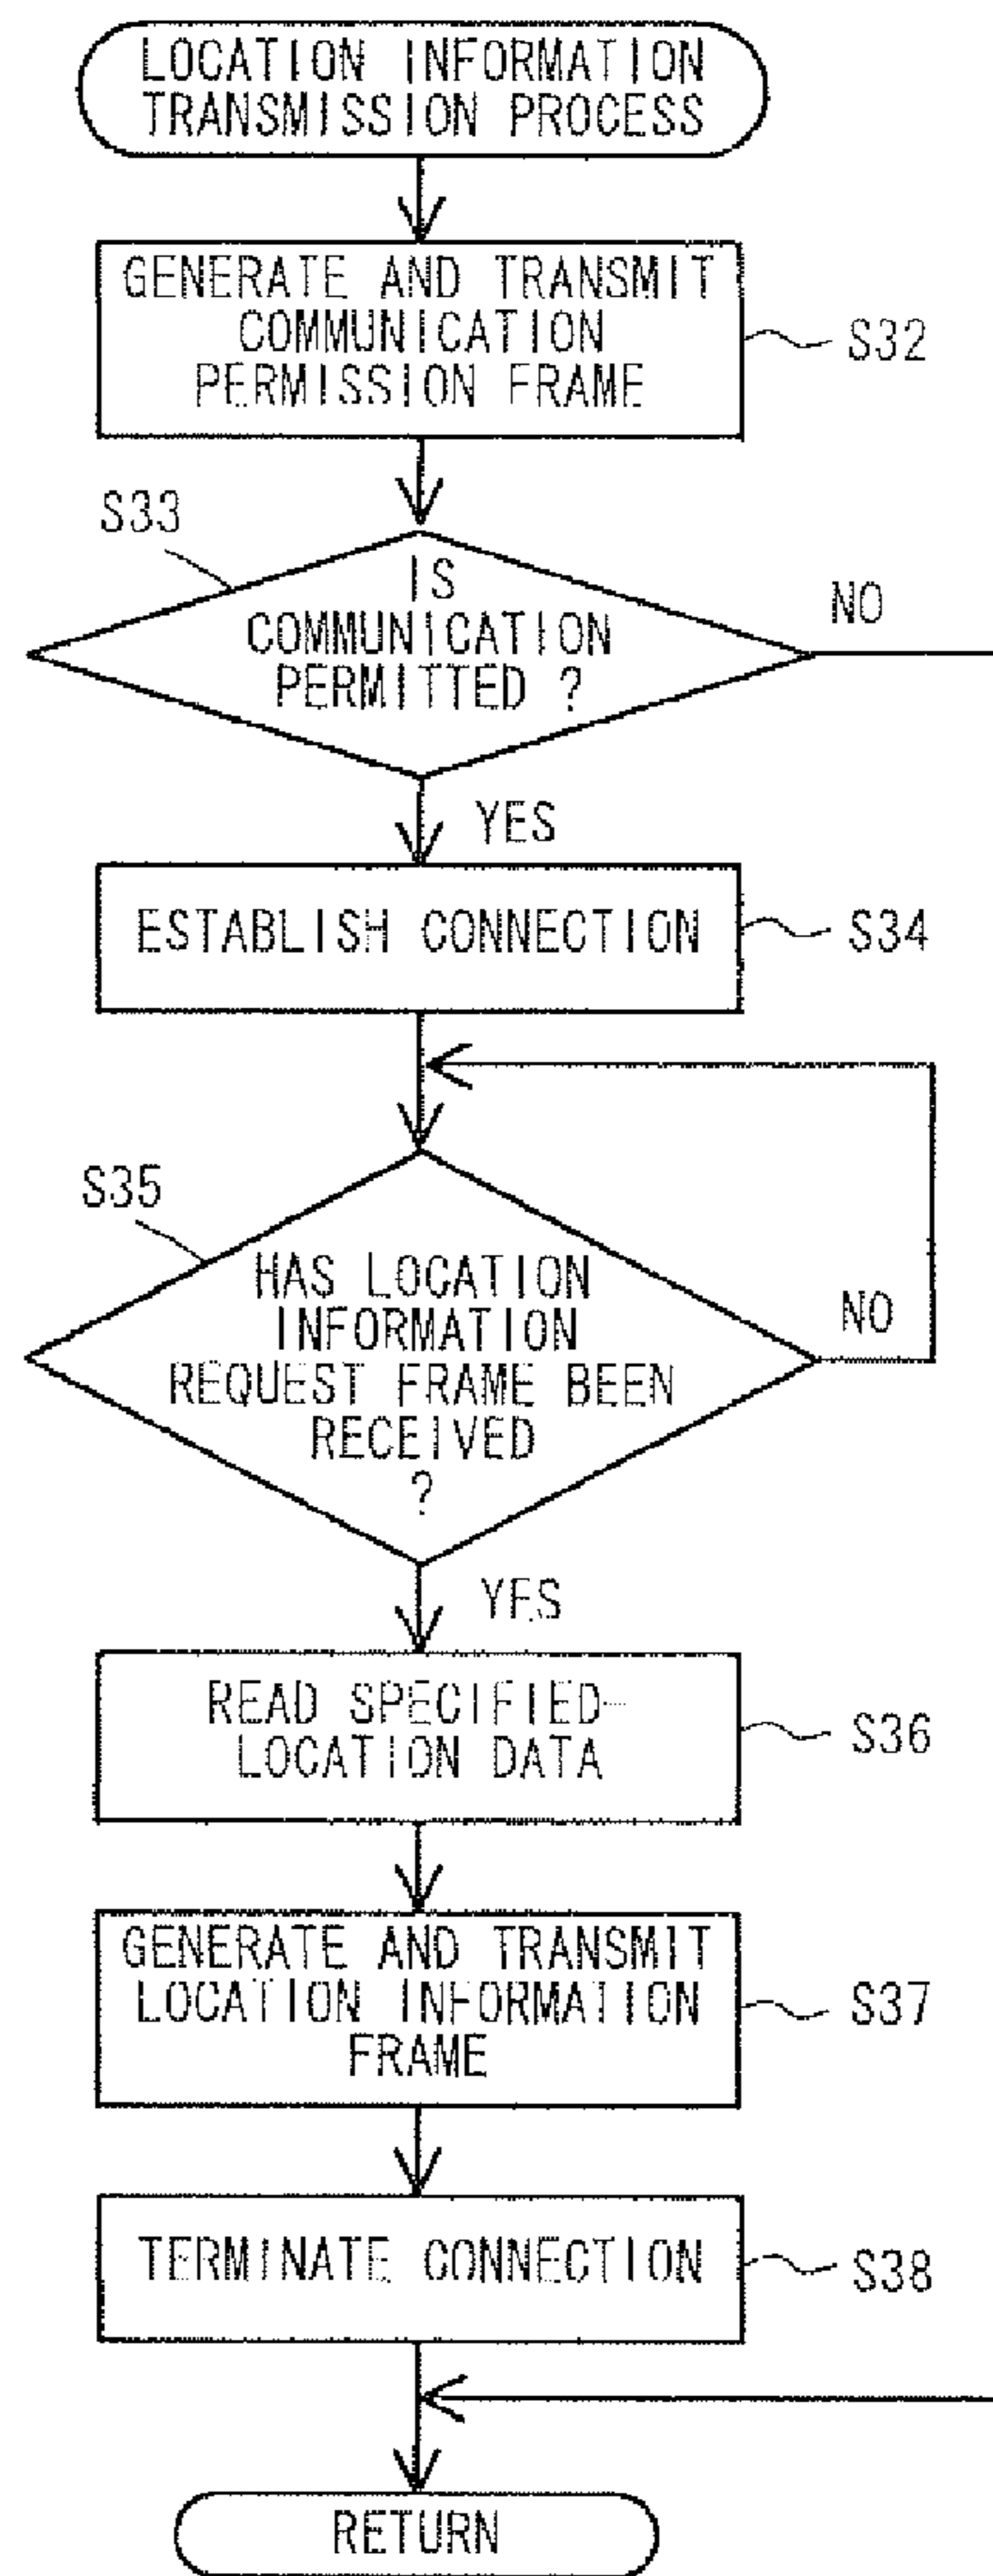 LOCATION INFORMATION
TRANSMISSION PROCESS
GENERATE AND TRANSMIT
COMMUNICATION
PERMISSION FRAME
S32
S33
IS
COMMUNICATION
PERMITTED ?
NO
YES
ESTABLISH CONNECTION
S34
S35
HAS LOCATION
INFORMATION
REQUEST FRAME BEEN
RECEIVED
?
NO
YES
READ SPECIFIED-
LOCATION DATA
S36
GENERATE AND TRANSMIT
LOCATION INFORMATION
FRAME
S37
TERMINATE CONNECTION
S38
RETURN